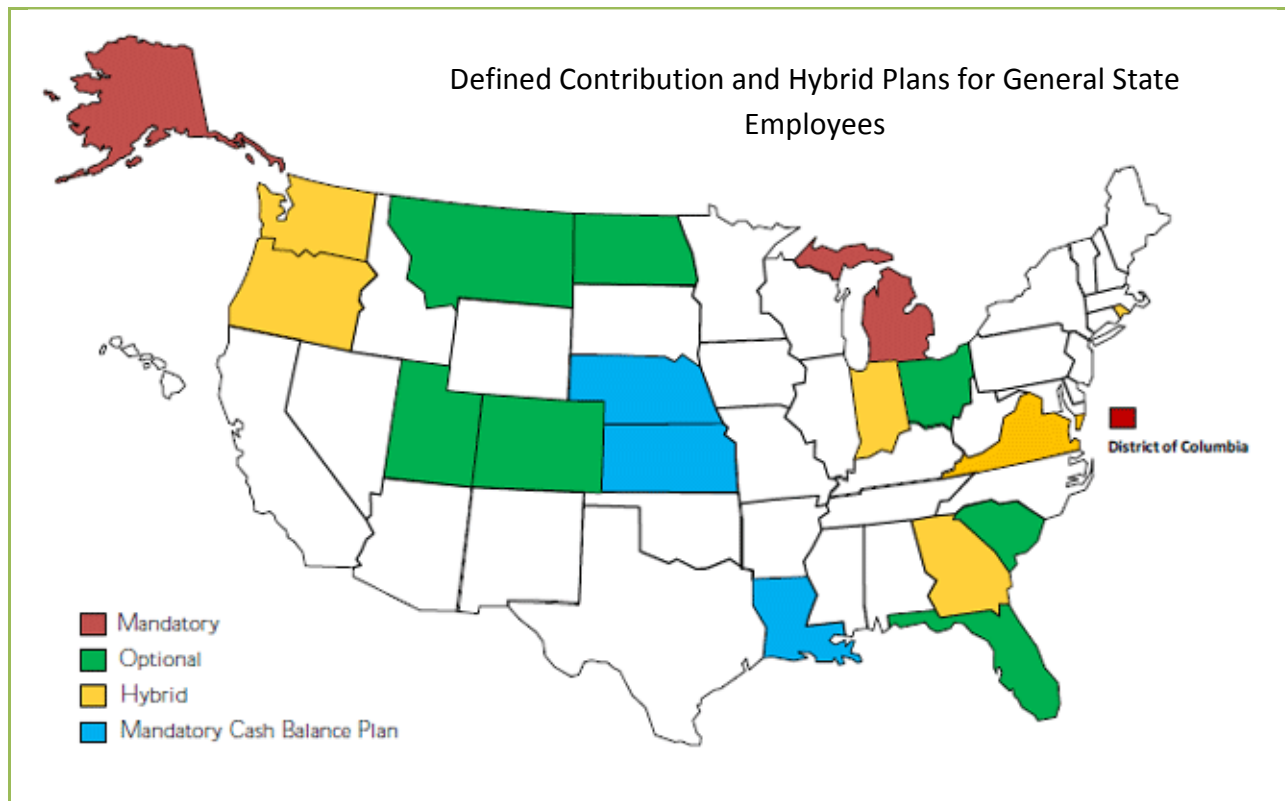 Defined Contribution and Hybrid Plans for General State
Employees
District of Columbia
Mandatory
Optional
Hybrid
Mandatory Cash Balance Plan